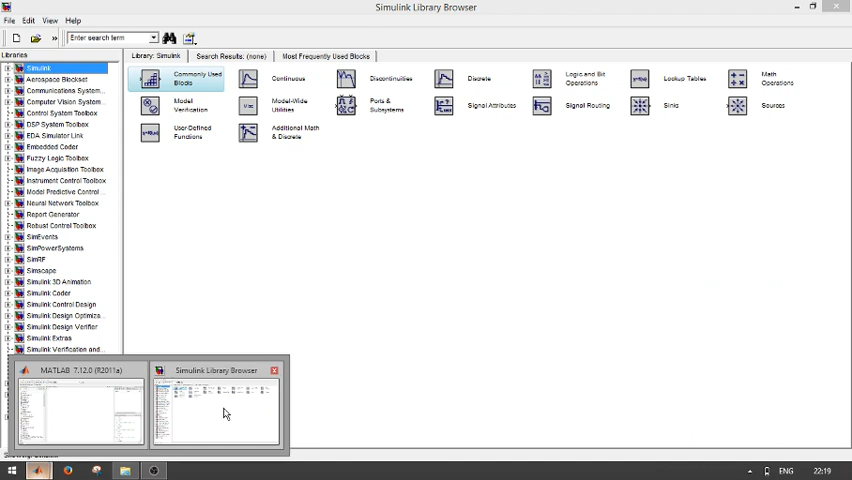 Simulink Library Browser
File Edit View Help
» Enter search term
Libraries
Library: Simulink
Search Results: (none)
Most Frequently Used Blocks
Simulink
Aerospace Blockset
Communications System...
Computer Vision System...
Control System Toolbox
DSP System Toolbox
EDA Simulator Link
Embedded Coder
Fuzzy Logic Toolbox
Image Acquisition Toolbox
Instrument Control Toolbox
Model Predictive Control ...
Neural Network Toolbox
Report Generator
Robust Control Toolbox
SimEvents
SimPowerSystems
SimRF
Simscape
Simulink 3D Animation
Simulink Coder
Simulink Control Design
Simulink Design Optimiza...
Simulink Design Verifier
Simulink Extras
Simulink Verification and...
Commonly Used
Blocks
Continuous
Discontinuities
Discrete
Logic and Bit
Operations
Lookup Tables
Math
Operations
Model
Verification
Model-Wide
Utilities
Ports &
Subsystems
Signal Attributes
Signal Routing
Sinks
Sources
User-Defined
Functions
Additional Math
& Discrete
MATLAB 7.12.0 (R2011a)
Simulink Library Browser
ENG
22:19